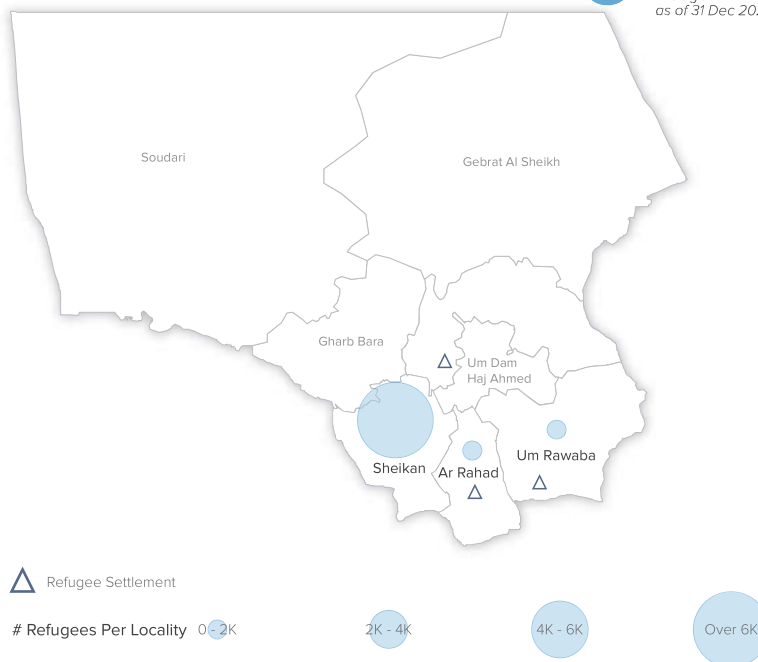 as of 31 Dec
Soudari
Gebrat Al Sheikh
Gharb Bara
Um Dam
Haj Ahmed
Um Rawaba
Sheikan
Ar Rahad
Refugee Settlement
# Refugees Per Locality 0 - 2K 2K - 4K 4K - 6K Over 6K